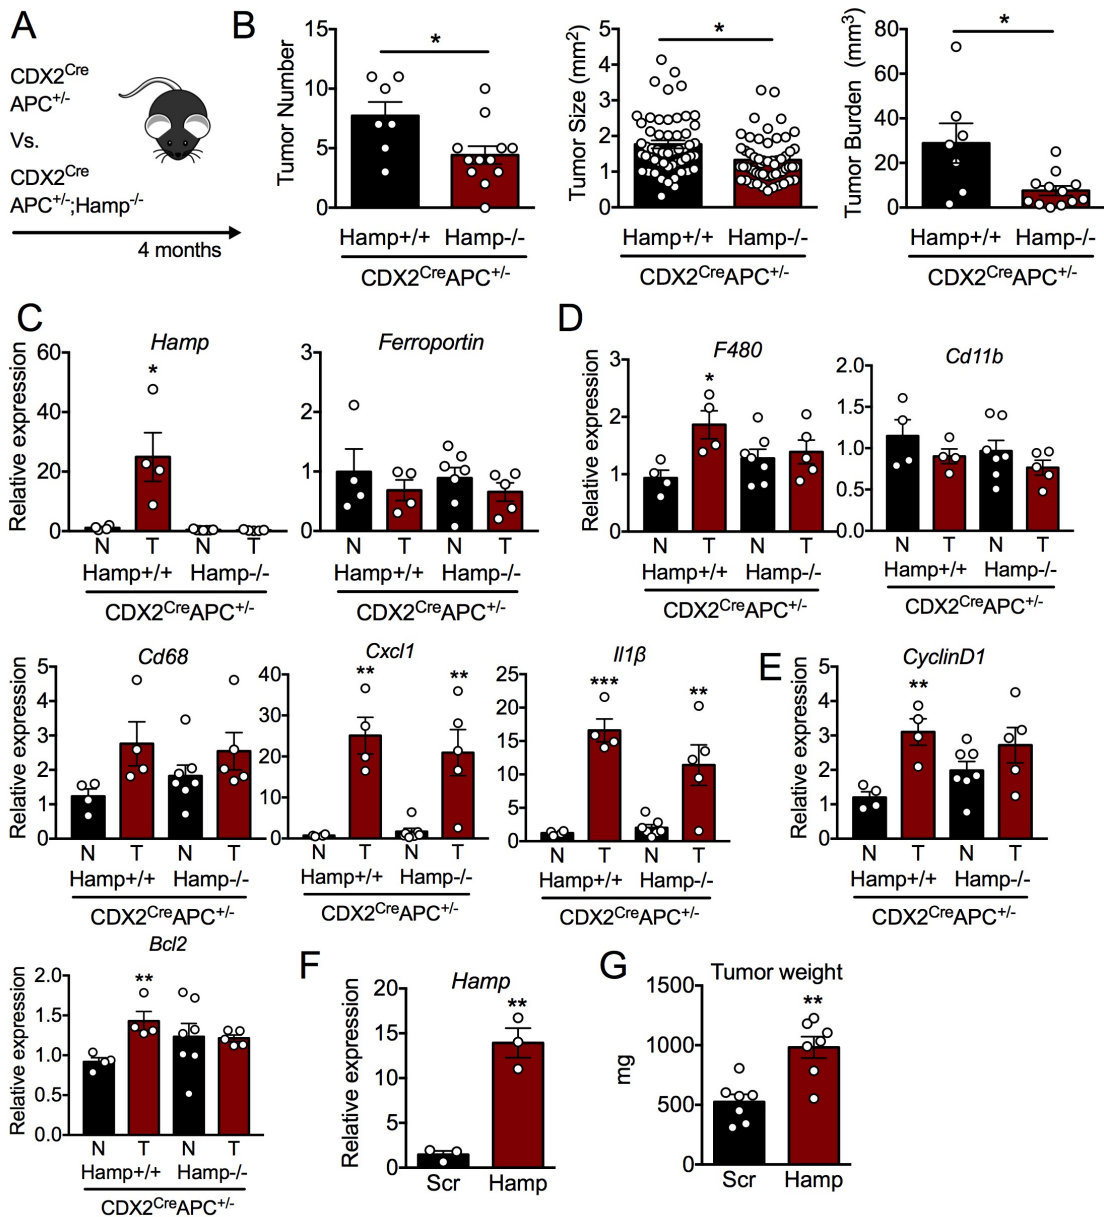 A
CDX2Cre
APC+/-
Vs.
CDX2Cre
APC+/-;Hamp-/-
4 months
B
Tumor Number
15
10
5
0
*
Hamp+/+ Hamp-/-
CDX2CreAPC+/-
Tumor Size (mm2)
5
4
3
2
1
0
*
Hamp+/+ Hamp-/-
CDX2CreAPC+/-
Tumor Burden (mm3)
80
60
40
20
0
*
Hamp+/+ Hamp-/-
CDX2CreAPC+/-
C
Hamp
Relative expression
60
40
20
0
*
N T N T
Hamp+/+ Hamp-/-
CDX2CreAPC+/-
Ferroportin
3
2
1
0
N T N T
Hamp+/+ Hamp-/-
CDX2CreAPC+/-
D
F480
Relative expression
3
2
1
0
*
N T N T
Hamp+/+ Hamp-/-
CDX2CreAPC+/-
Cd11b
2.0
1.5
1.0
0.5
0.0
N T N T
Hamp+/+ Hamp-/-
CDX2CreAPC+/-
Cd68
Relative expression
5
4
3
2
1
0
N T N T
Hamp+/+ Hamp-/-
CDX2CreAPC+/-
Cxcl1
40
30
20
10
0
** **
N T N T
Hamp+/+ Hamp-/-
CDX2CreAPC+/-
Il1β
25
20
15
10
5
0
*** **
N T N T
Hamp+/+ Hamp-/-
CDX2CreAPC+/-
E
CyclinD1
Relative expression
5
4
3
2
1
0
**
N T N T
Hamp+/+ Hamp-/-
CDX2CreAPC+/-
Bcl2
Relative expression
2.0
1.5
1.0
0.5
0.0
**
N T N T
Hamp+/+ Hamp-/-
CDX2CreAPC+/-
F
Hamp
Relative expression
20
15
10
5
0
**
Scr Hamp
G
Tumor weight
mg
1500
1000
500
0
**
Scr Hamp